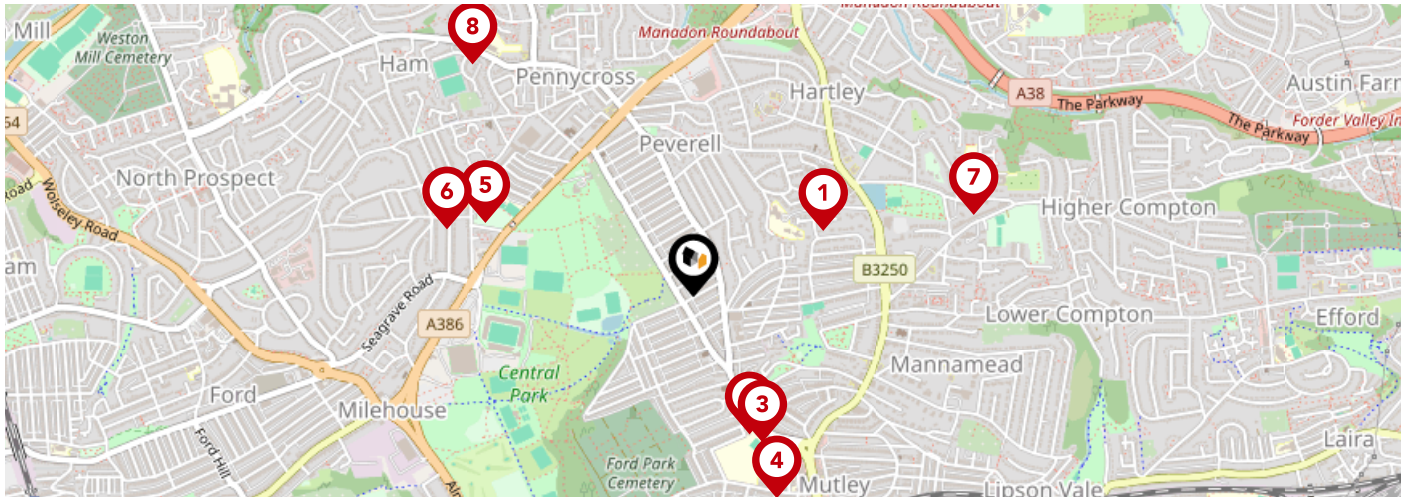 Manadon Roundabout
8
Mill
Weston
Mill Cemetery
Manadon Roundabout
Ham
Pennycross
Hartley
A38
The Parkway
Austin Farm
Forder Valley In
The Parkway
54
Peverell
North Prospect
Road
Wolseley Road
6
5
1
7
Higher Compton
am
B3250
Seagrave Road
A386
Lower Compton
Efford
Central
Park
Mannamead
Ford
Milehouse
3
Ford Hill
4
Laira
Ford Park
Cemetery
Mutley
Lipson Vale
Al